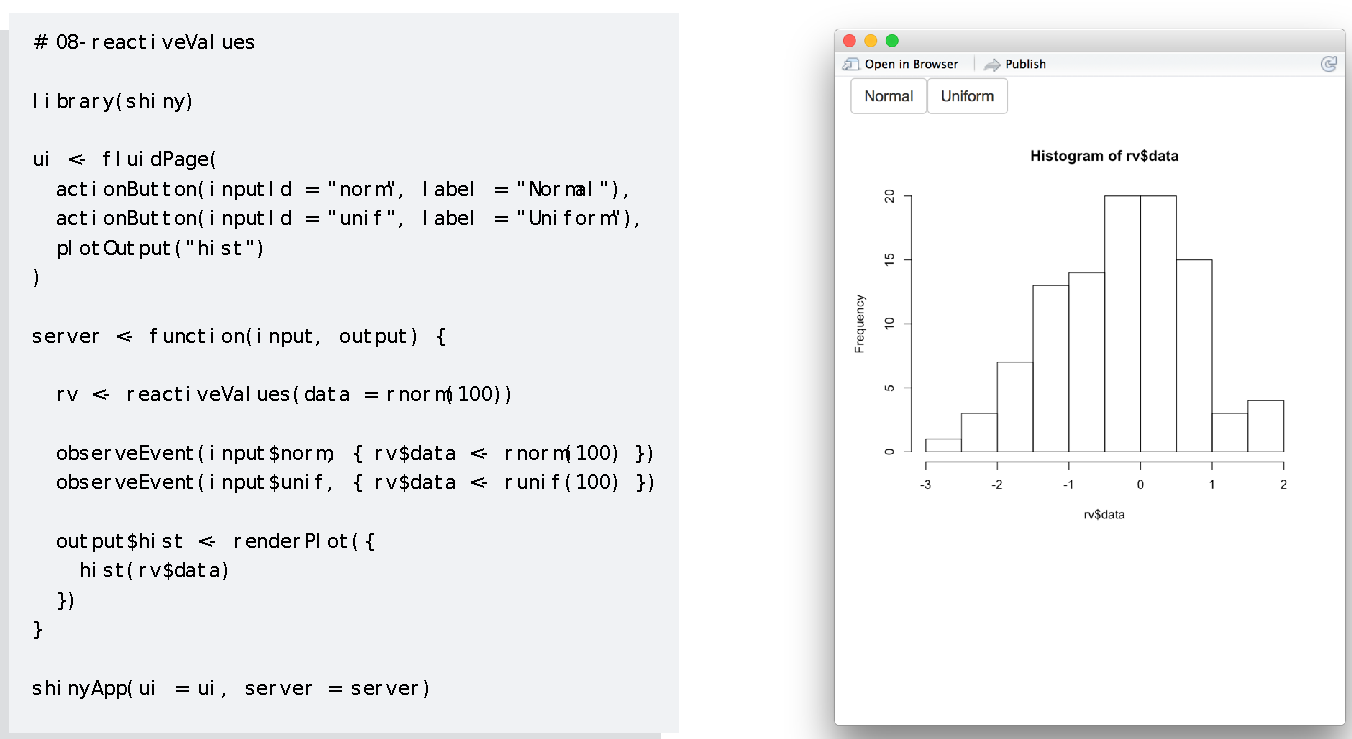 # 08-reactiveValues
library(shiny)
ui <- fluidPage(
  actionButton(inputId = "norm", label = "Normal"),
  actionButton(inputId = "unif", label = "Uniform"),
  plotOutput("hist")
)
server <- function(input, output) {
  rv <- reactiveValues(data = rnorm(100))
  observeEvent(input$norm, { rv$data <- rnorm(100) })
  observeEvent(input$unif, { rv$data <- runif(100) })
  output$hist <- renderPlot({
    hist(rv$data)
  })
}
shinyApp(ui = ui, server = server)
Open in Browser Publish
Normal Uniform
Histogram of rv$data
Frequency
20
15
10
5
0
-3 -2 -1 0 1 2
rv$data